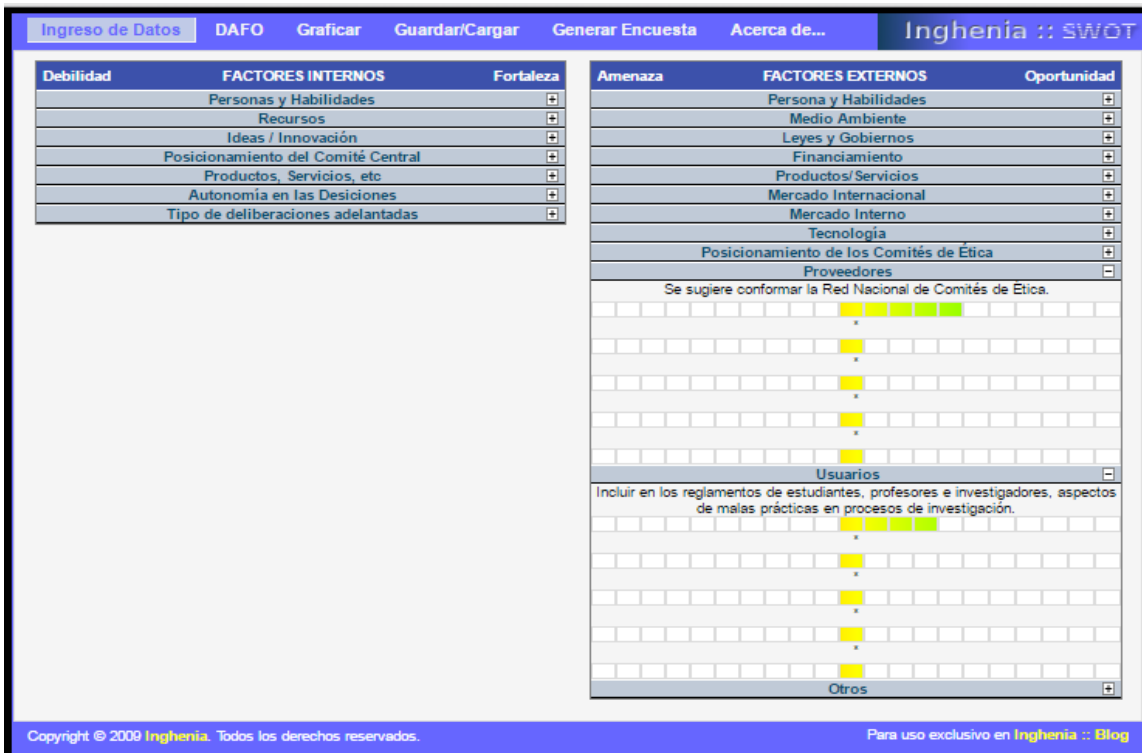 Ingreso de Datos DAFO Graficar Guardar/Cargar Generar Encuesta Acerca de... Inghenia :: SWOT
Debilidad FACTORES INTERNOS Fortaleza
Personas y Habilidades +
Recursos +
Ideas / Innovación +
Posicionamiento del Comité Central +
Productos, Servicios, etc +
Autonomía en las Desiciones +
Tipo de deliberaciones adelantadas +
Amenaza FACTORES EXTERNOS Oportunidad
Persona y Habilidades +
Medio Ambiente +
Leyes y Gobiernos +
Financiamiento +
Productos/Servicios +
Mercado Internacional +
Mercado Interno +
Tecnología +
Posicionamiento de los Comités de Ética +
Proveedores −
Se sugiere conformar la Red Nacional de Comités de Ética.
*
*
*
*
Usuarios −
Incluir en los reglamentos de estudiantes, profesores e investigadores, aspectos
de malas prácticas en procesos de investigación.
*
*
*
*
Otros +
Copyright © 2009 Inghenia. Todos los derechos reservados. Para uso exclusivo en Inghenia :: Blog